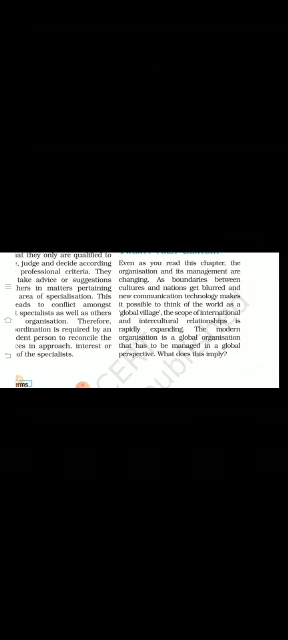 at they only are qualified to
, judge and decide according
professional criteria. They
take advice or suggestions
hers in matters pertaining
area of specialisation. This
eads to conflict amongst
specialists as well as others
organisation. Therefore,
ordination is required by an
dent person to reconcile the
ces in approach, interest or
of the specialists.
Even as you read this chapter, the
organisation and its management are
changing. As boundaries between
cultures and nations get blurred and
new communication technology makes
it possible to think of the world as a
'global village', the scope of international
and intercultural relationships is
rapidly expanding. The modern
organisation is a global organisation
that has to be managed in a global
perspective. What does this imply?